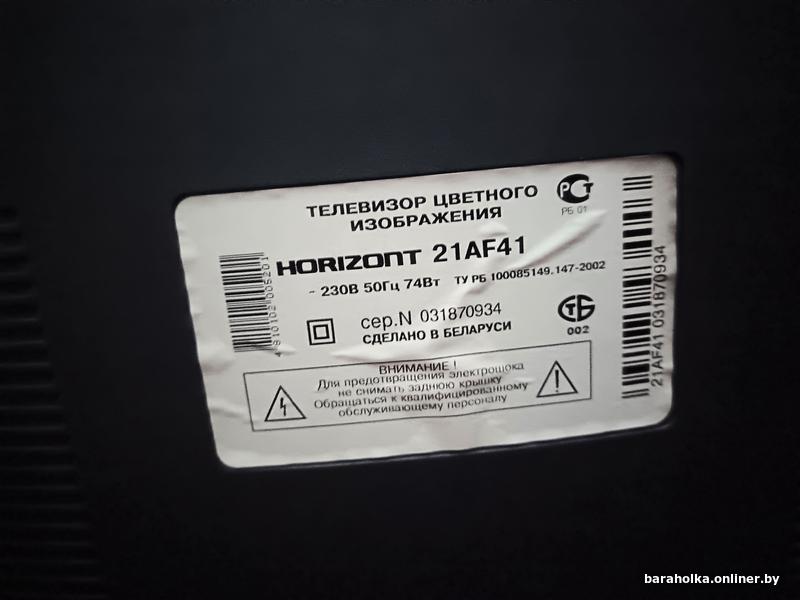 ТЕЛЕВИЗОР ЦВЕТНОГО
ИЗОБРАЖЕНИЯ
РСТ
РБ 01
HORIZONT 21AF41
~ 230В 50Гц 74Вт ТУ РБ 100085149.147-2002
сер.N 031870934
СДЕЛАНО В БЕЛАРУСИ
СТБ
002
4810102005201
21AF41 031870934
ВНИМАНИЕ !
Для предотвращения электрошока
не снимать заднюю крышку
Обращаться к квалифицированному
обслуживающему персоналу
baraholka.onliner.by